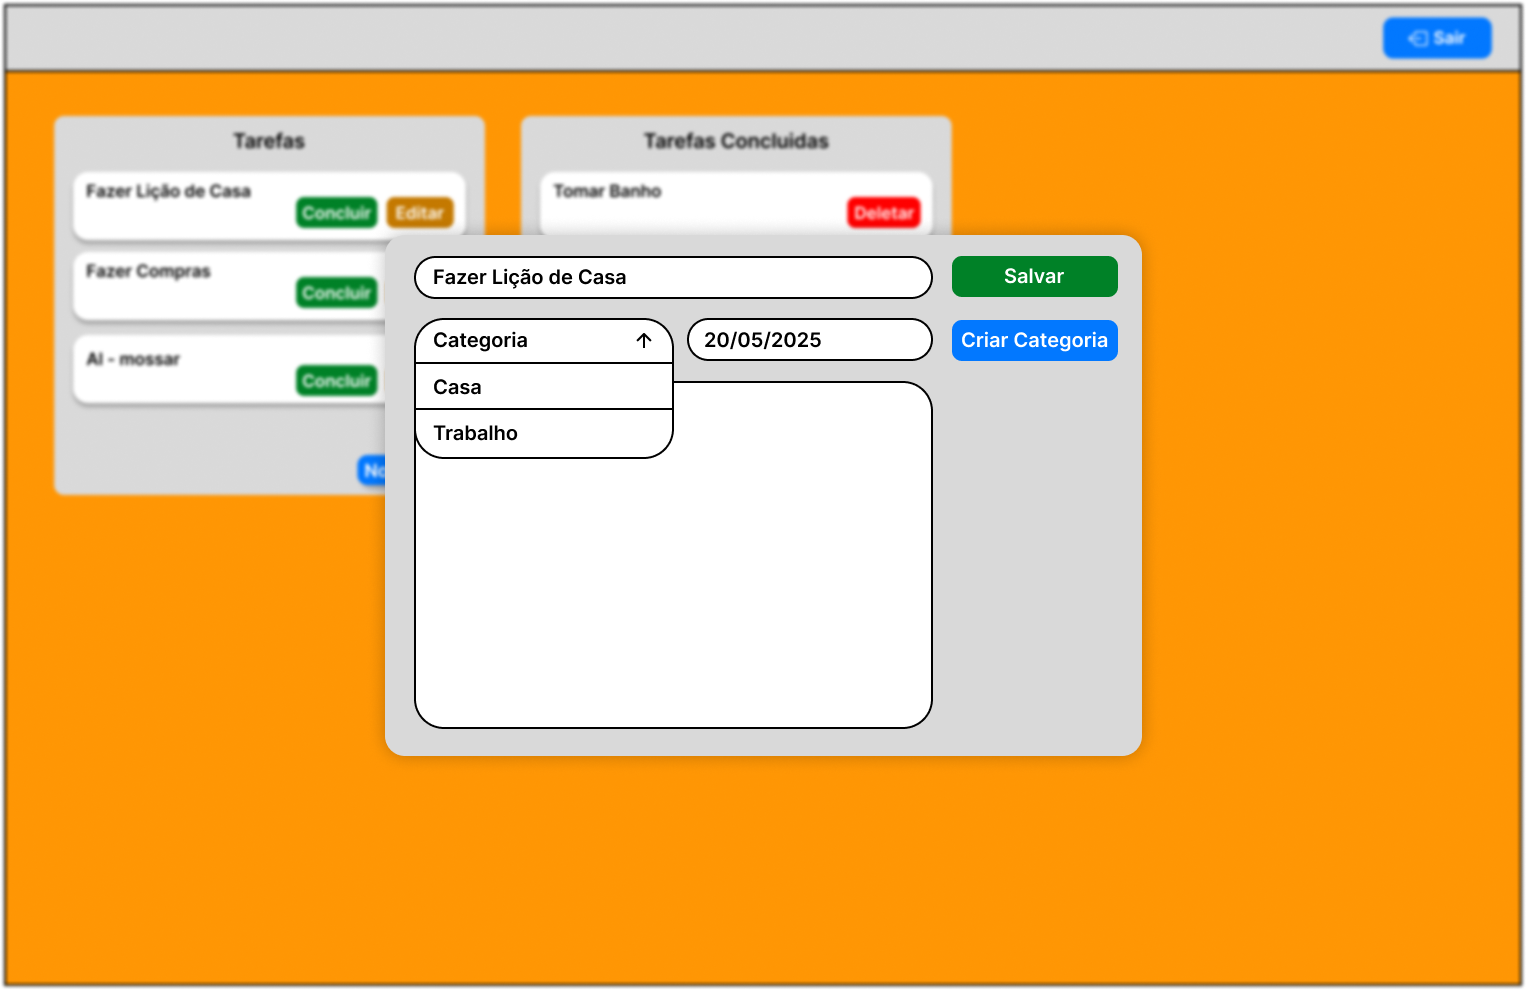 Sair
Tarefas
Fazer Lição de Casa
Concluir
Editar
Fazer Compras
Concluir
Al - mossar
Concluir
Tarefas Concluidas
Tomar Banho
Deletar
Fazer Lição de Casa
Salvar
Categoria
20/05/2025
Criar Categoria
Casa
Trabalho